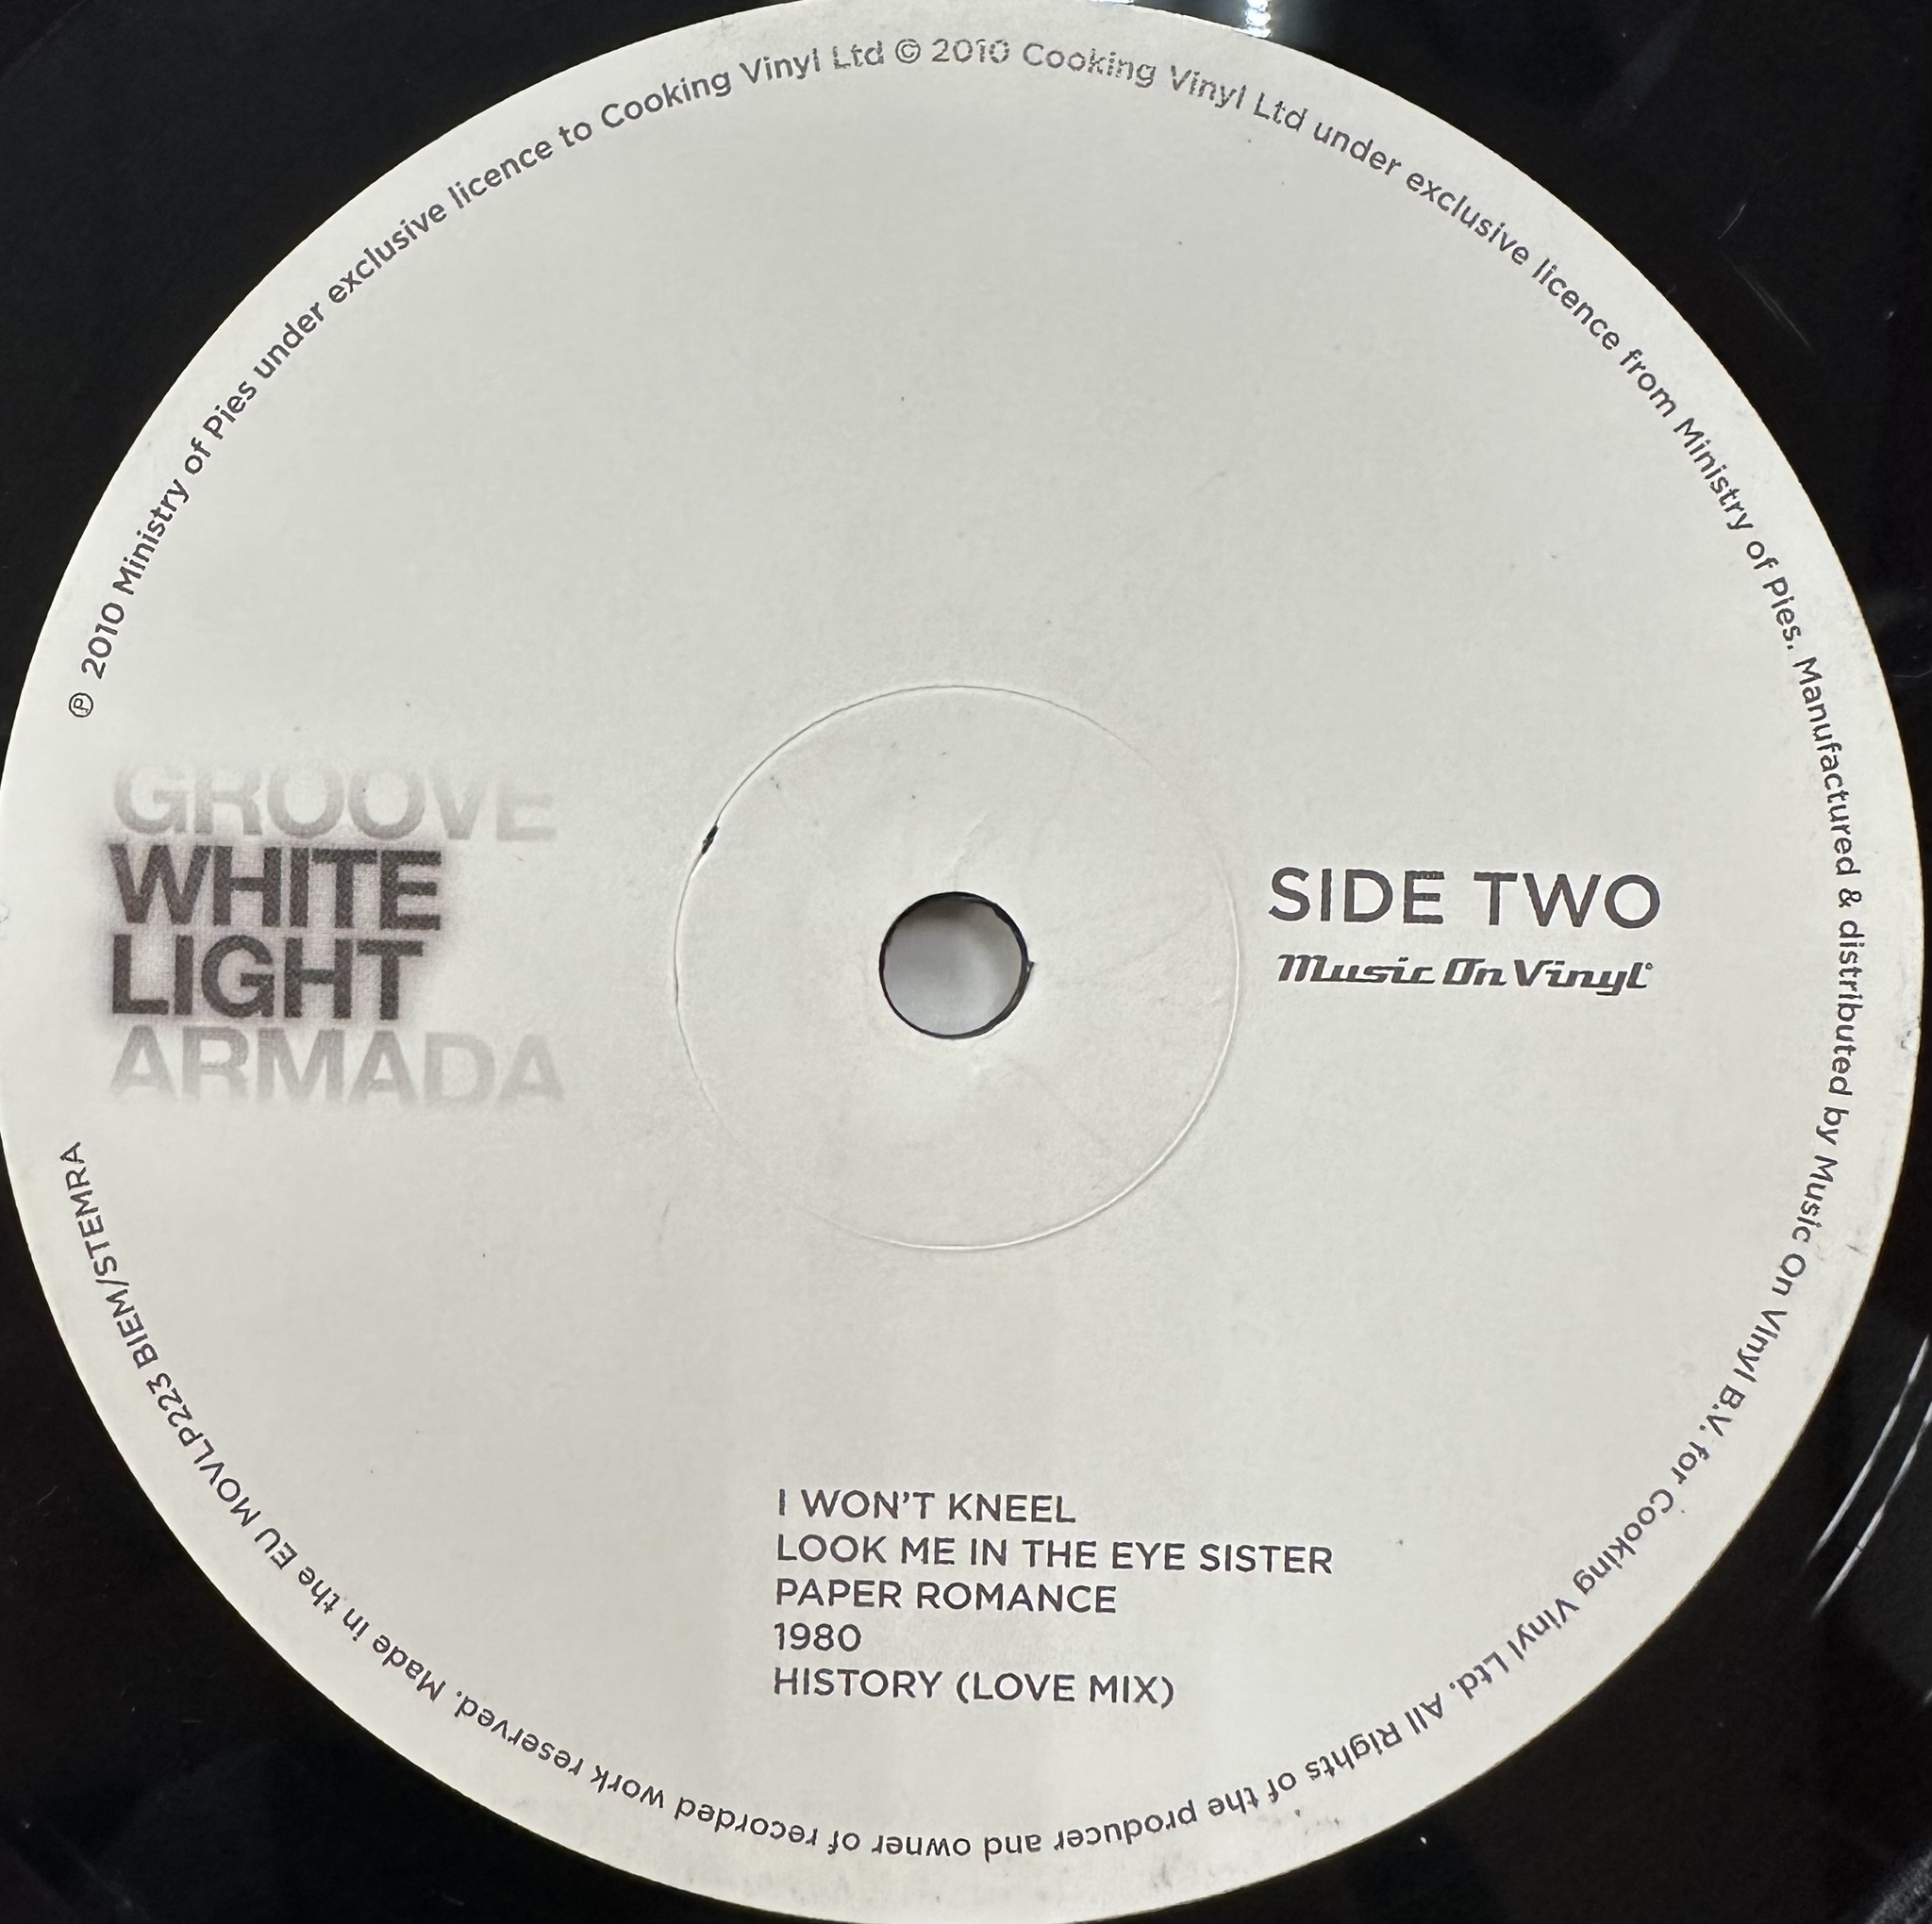 ℗ 2010 Ministry of Pies under exclusive licence to Cooking Vinyl Ltd © 2010 Cooking Vinyl Ltd under exclusive licence from Ministry of Pies. Manufactured & distributed by Music On Vinyl B.V. for Cooking Vinyl Ltd. All Rights of the producer and owner of recorded work reserved. Made in the EU MOVLP223 BIEM/STEMRA
GROOVE
WHITE
LIGHT
ARMADA
SIDE TWO
Music On Vinyl
I WON'T KNEEL
LOOK ME IN THE EYE SISTER
PAPER ROMANCE
1980
HISTORY (LOVE MIX)